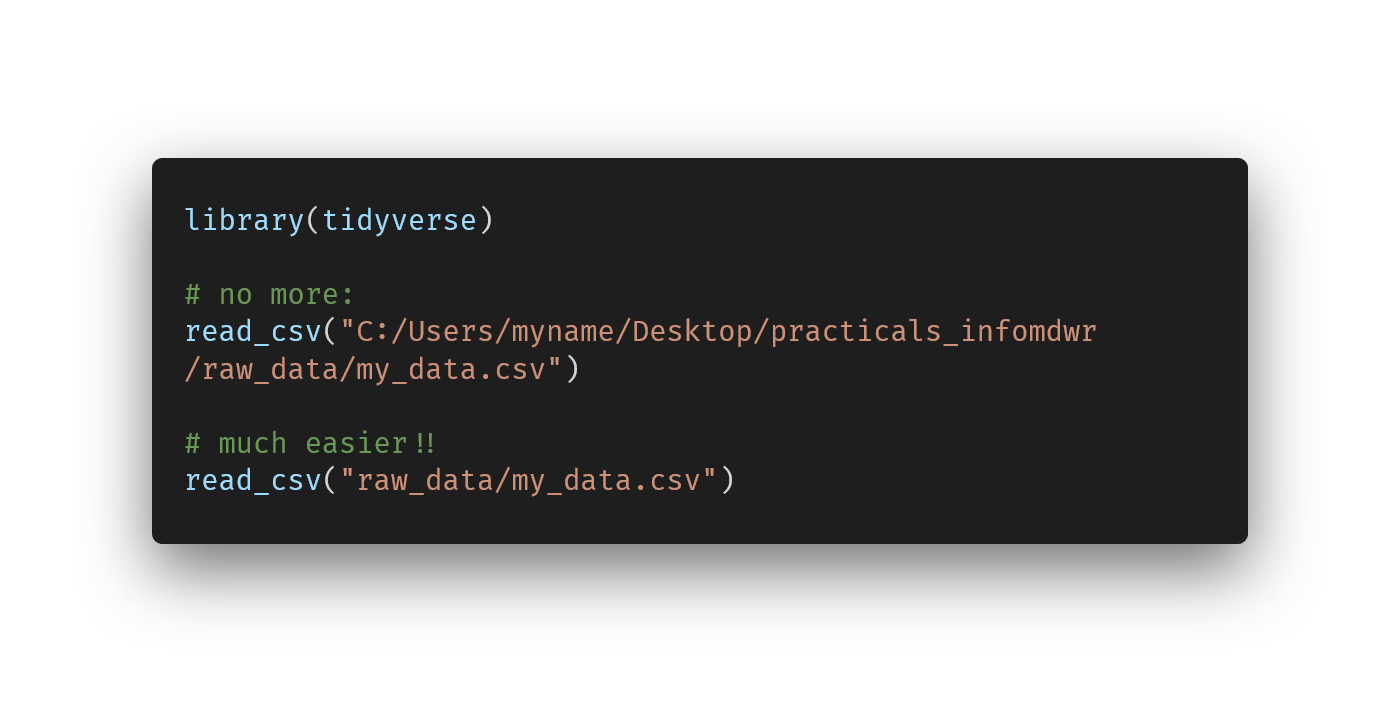 library(tidyverse)
# no more:
read_csv("C:/Users/myname/Desktop/practicals_infomdwr
/raw_data/my_data.csv")
# much easier!!
read_csv("raw_data/my_data.csv")